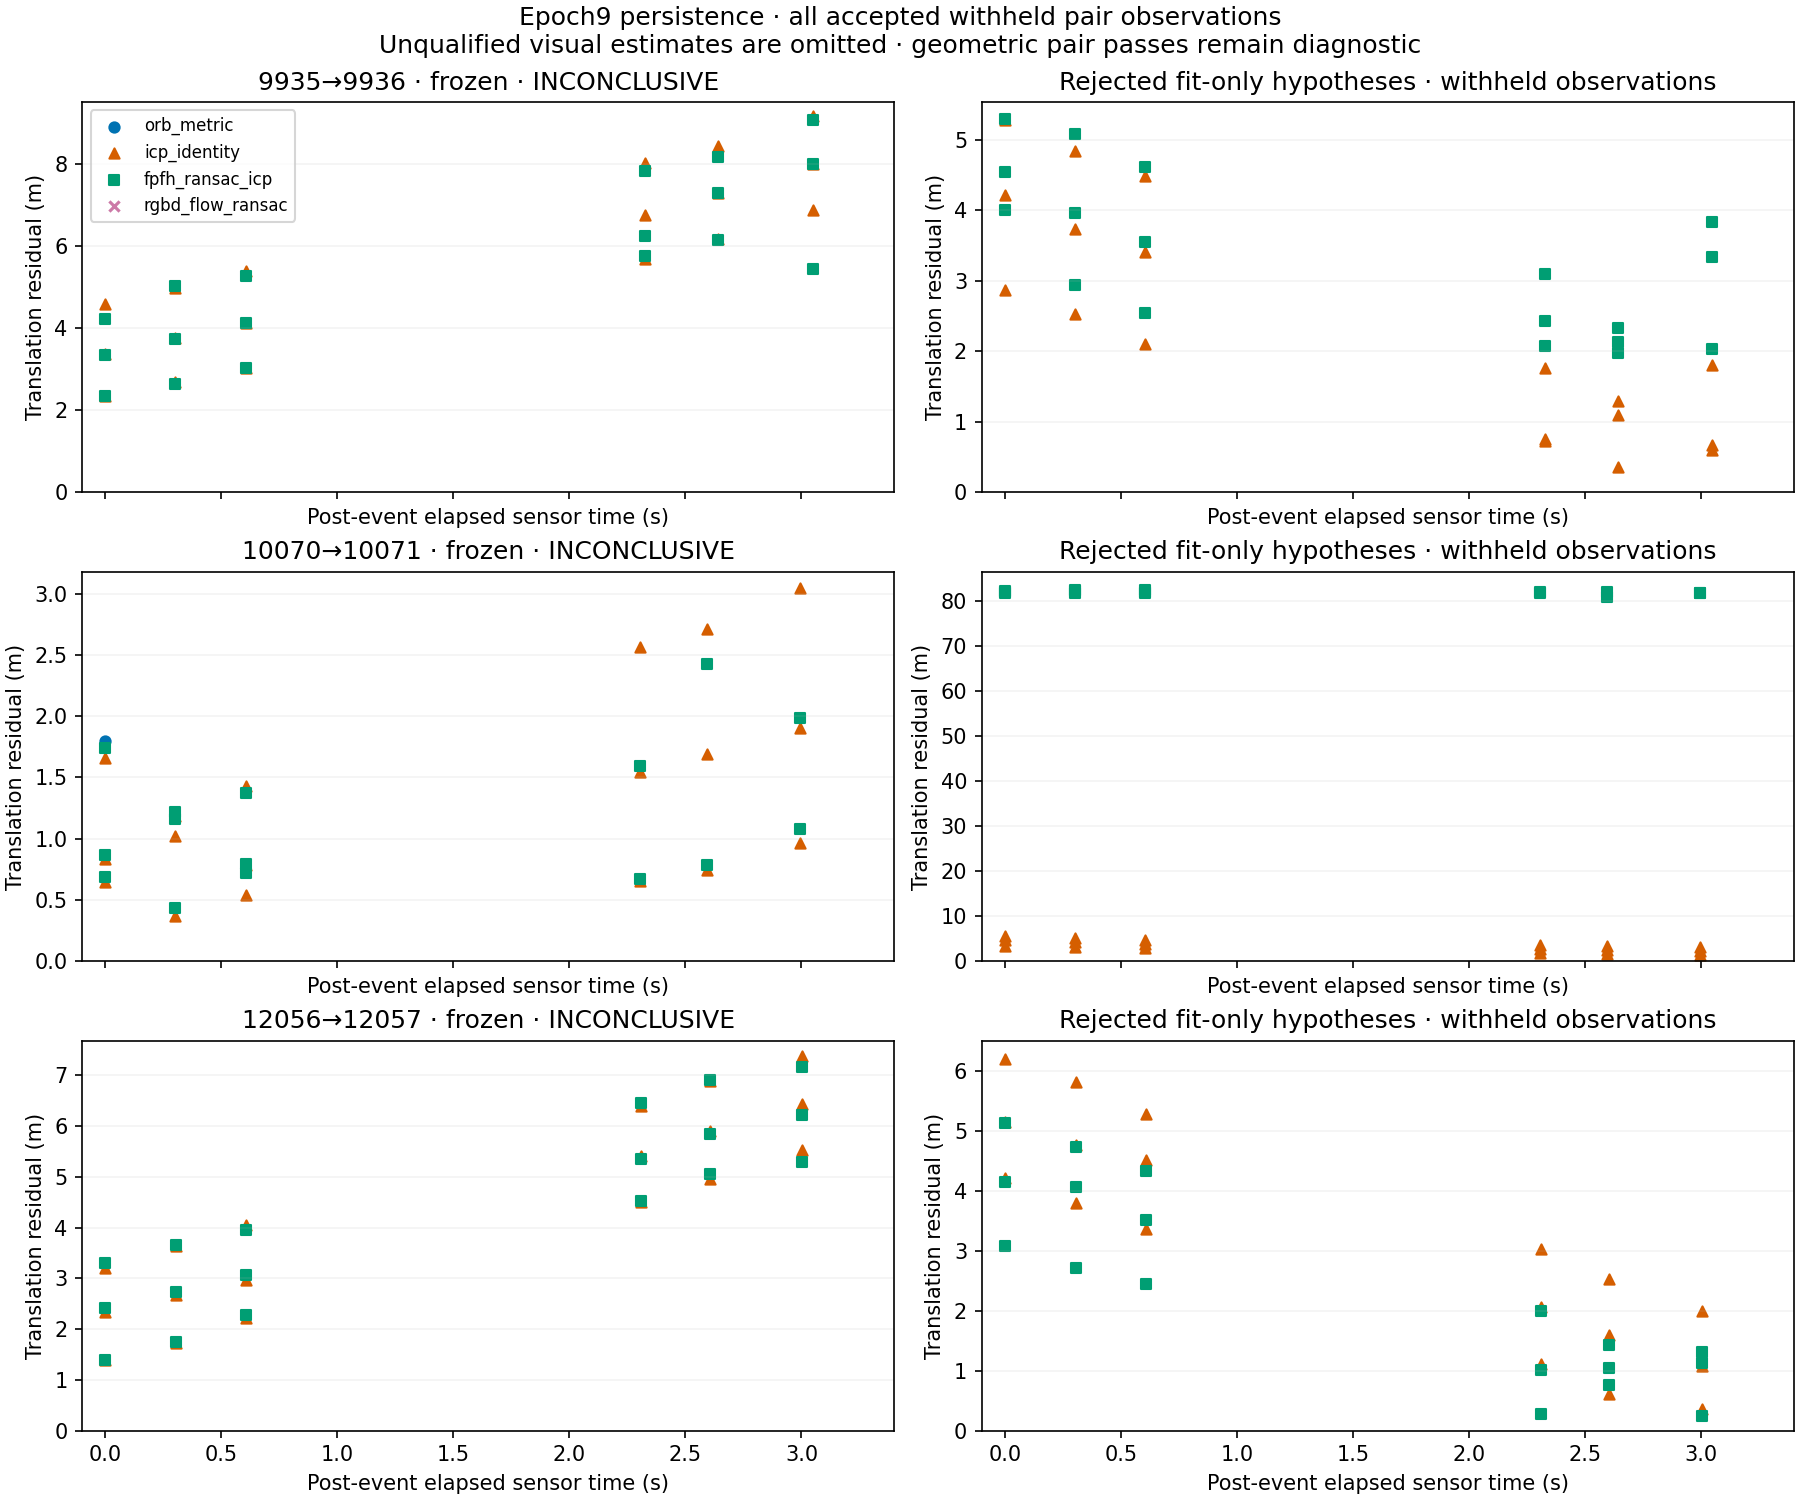 Epoch9 persistence · all accepted withheld pair observations
Unqualified visual estimates are omitted · geometric pair passes remain diagnostic
9935→9936 · frozen · INCONCLUSIVE
orb_metric
icp_identity
fpfh_ransac_icp
rgbd_flow_ransac
Translation residual (m)
8
6
4
2
0
Post-event elapsed sensor time (s)
Rejected fit-only hypotheses · withheld observations
Translation residual (m)
5
4
3
2
1
0
Post-event elapsed sensor time (s)
10070→10071 · frozen · INCONCLUSIVE
Translation residual (m)
3.0
2.5
2.0
1.5
1.0
0.5
0.0
Post-event elapsed sensor time (s)
Rejected fit-only hypotheses · withheld observations
Translation residual (m)
80
70
60
50
40
30
20
10
0
Post-event elapsed sensor time (s)
12056→12057 · frozen · INCONCLUSIVE
Translation residual (m)
7
6
5
4
3
2
1
0
0.0 0.5 1.0 1.5 2.0 2.5 3.0
Post-event elapsed sensor time (s)
Rejected fit-only hypotheses · withheld observations
Translation residual (m)
6
5
4
3
2
1
0
0.0 0.5 1.0 1.5 2.0 2.5 3.0
Post-event elapsed sensor time (s)